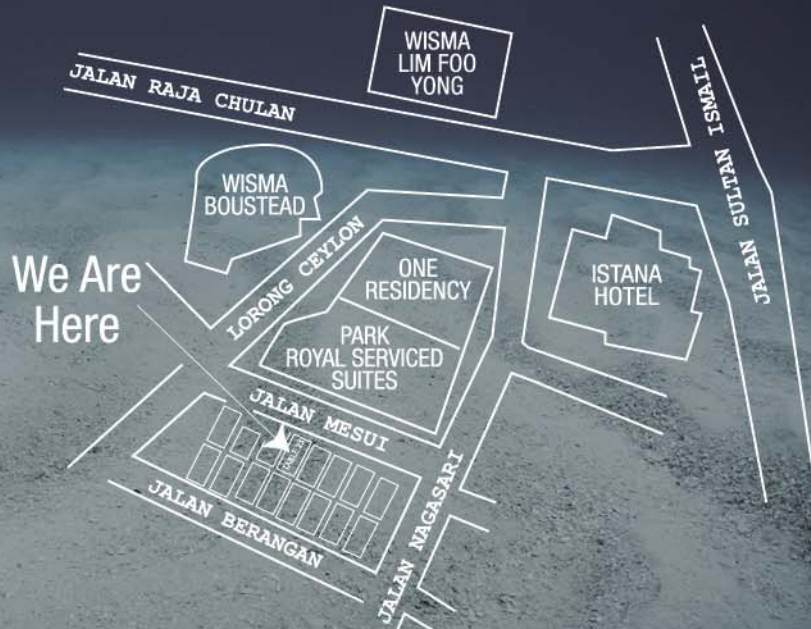 WISMA
LIM FOO
YONG
JALAN RAJA CHULAN
JALAN SULTAN ISMAIL
WISMA
BOUSTEAD
LORONG CEYLON
ONE
RESIDENCY
ISTANA
HOTEL
We Are
Here
PARK
ROYAL SERVICED
SUITES
JALAN MESUI
JALAN BERANGAN
JALAN NAGASARI